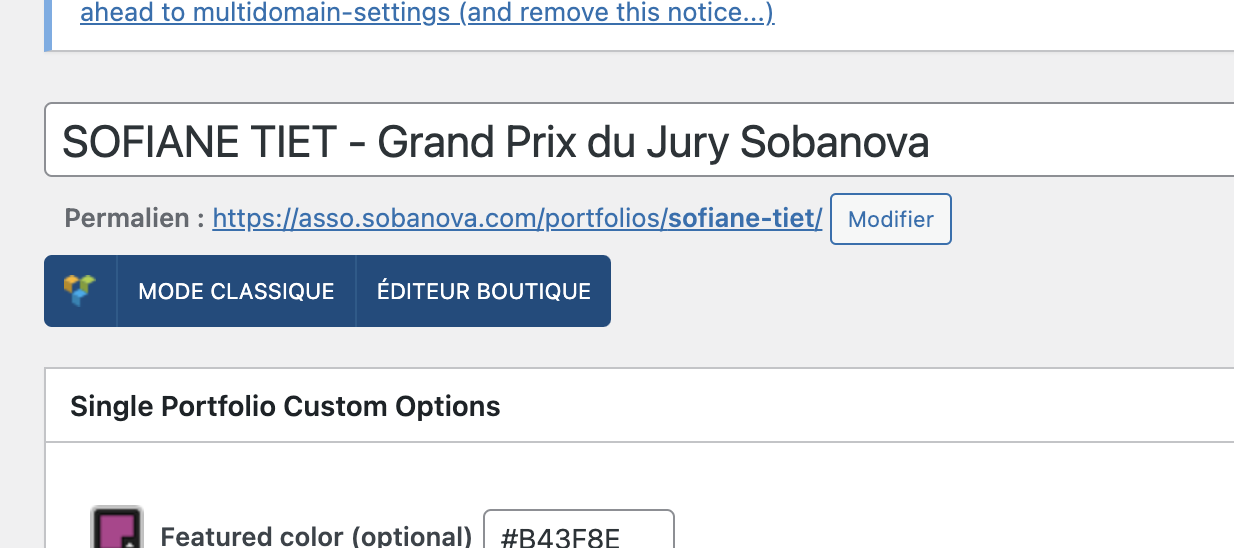 ahead to multidomain-settings (and remove this notice...)
SOFIANE TIET - Grand Prix du Jury Sobanova
Permalien : https://asso.sobanova.com/portfolios/sofiane-tiet/ Modifier
MODE CLASSIQUE ÉDITEUR BOUTIQUE
Single Portfolio Custom Options
Featured color (optional) #B43F8E